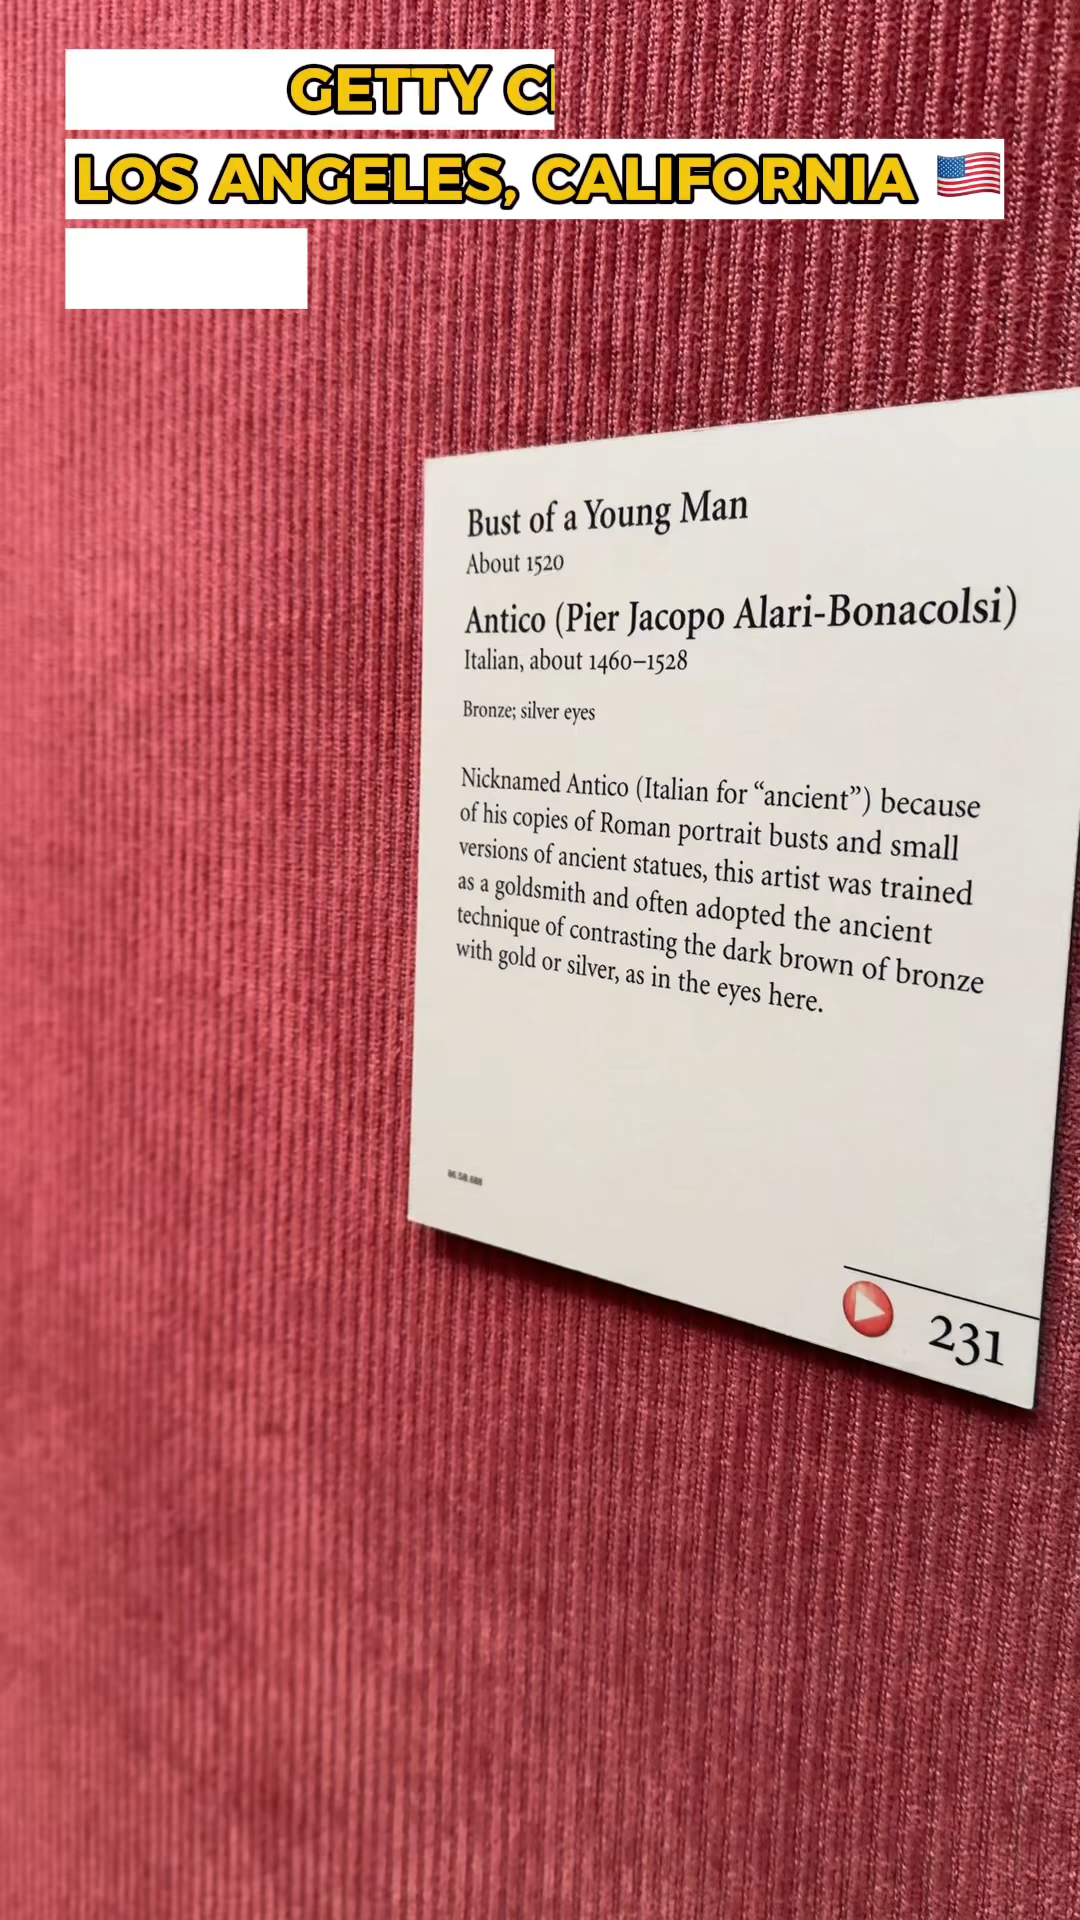 GETTY C
LOS ANGELES, CALIFORNIA 🇺🇸
Bust of a Young Man
About 1520
Antico (Pier Jacopo Alari-Bonacolsi)
Italian, about 1460–1528
Bronze; silver eyes
Nicknamed Antico (Italian for “ancient”) because
of his copies of Roman portrait busts and small
versions of ancient statues, this artist was trained
as a goldsmith and often adopted the ancient
technique of contrasting the dark brown of bronze
with gold or silver, as in the eyes here.
86.SB.688
231